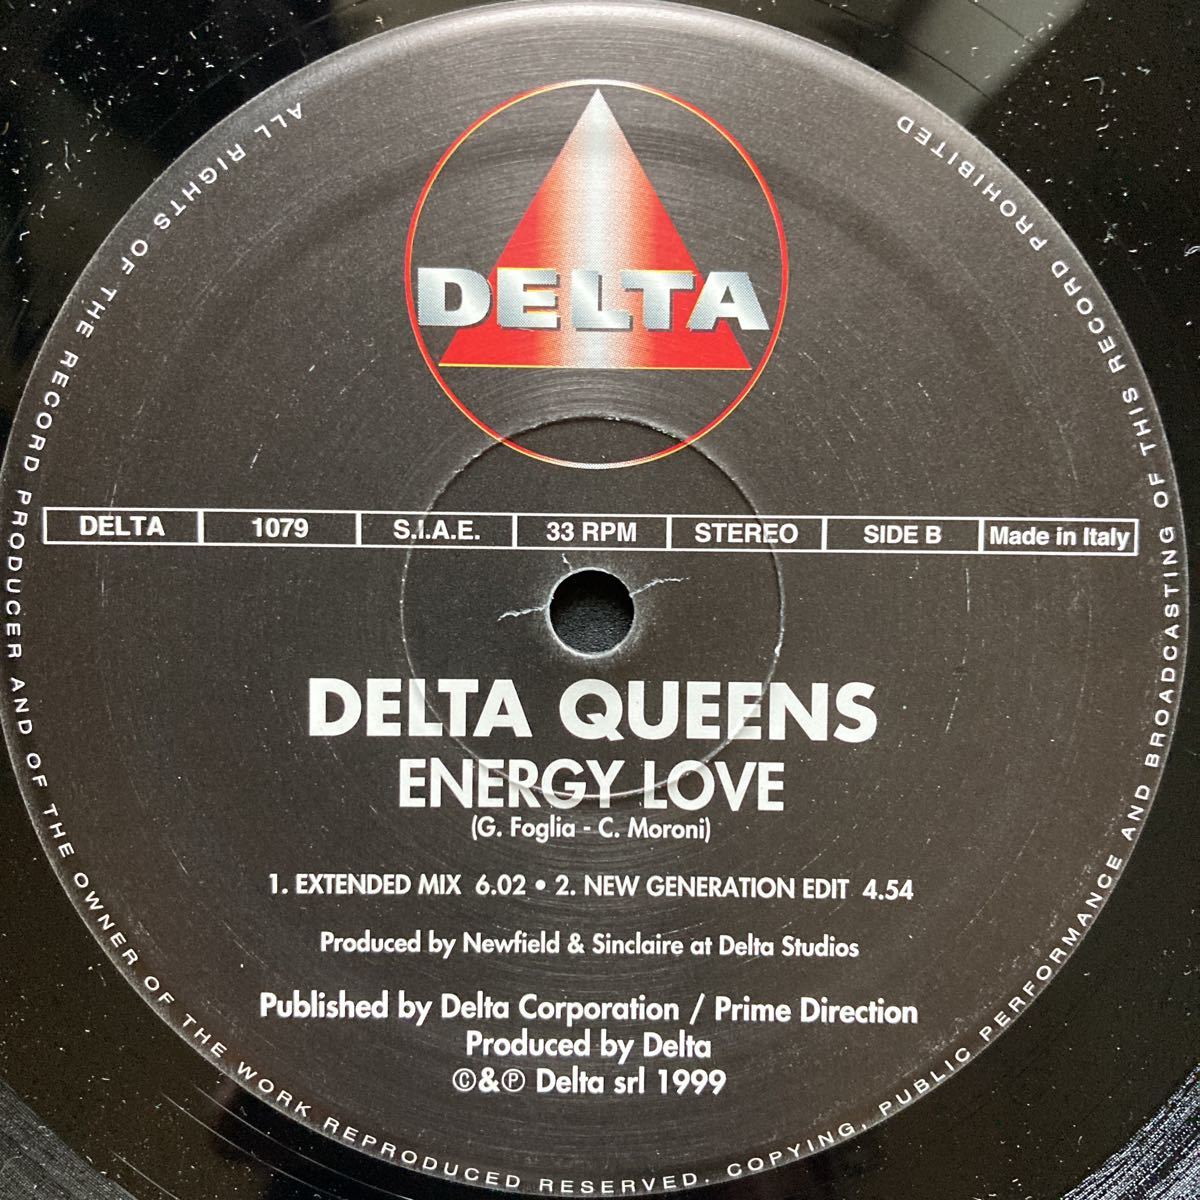 DELTA
DELTA 1079 S.I.A.E. 33 RPM STEREO SIDE B Made in Italy
DELTA QUEENS
ENERGY LOVE
(G. Foglia - C. Moroni)
1. EXTENDED MIX 6.02 • 2. NEW GENERATION EDIT 4.54
Produced by Newfield & Sinclaire at Delta Studios
Published by Delta Corporation / Prime Direction
Produced by Delta
©&℗ Delta srl 1999
ALL RIGHTS OF THE RECORD PRODUCER AND OF THE OWNER OF THE WORK REPRODUCED RESERVED. COPYING, PUBLIC PERFORMANCE AND BROADCASTING OF THIS RECORD PROHIBITED